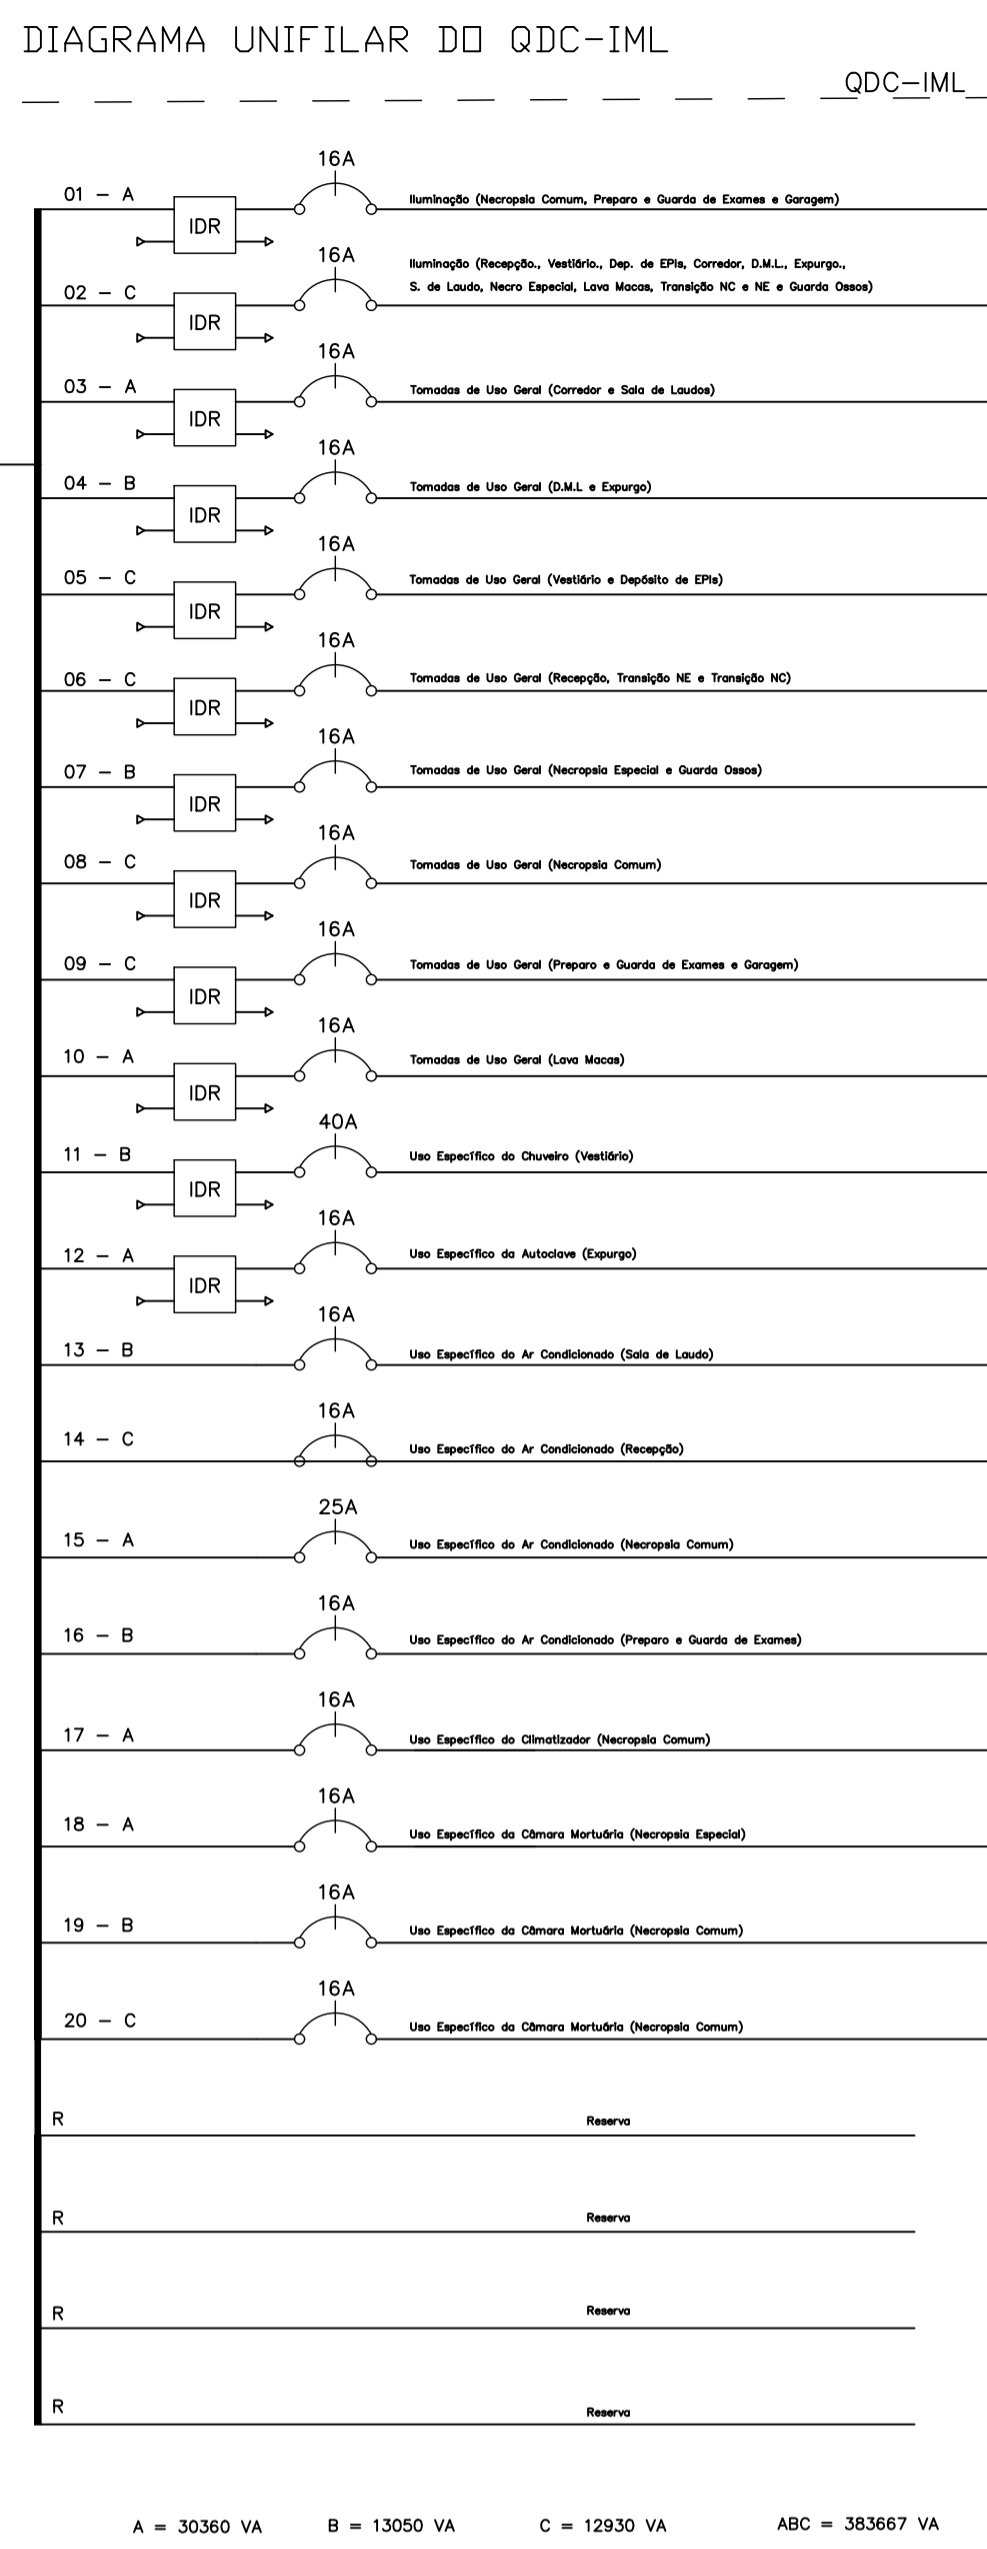 DIAGRAMA UNIFILAR DO QDC-IML
QDC-IML
16A
01 - A
IDR
Iluminação (Necropsia Comum, Preparo e Guarda de Exames e Garagem)
16A
02 - C
IDR
Iluminação (Recepção., Vestiário., Dep. de EPIs, Corredor, D.M.L., Expurgo.,
S. de Laudo, Necro Especial, Lava Macas, Transição NC e NE e Guarda Ossos)
16A
03 - A
IDR
Tomadas de Uso Geral (Corredor e Sala de Laudos)
16A
04 - B
IDR
Tomadas de Uso Geral (D.M.L e Expurgo)
16A
05 - C
IDR
Tomadas de Uso Geral (Vestiário e Depósito de EPIs)
16A
06 - C
IDR
Tomadas de Uso Geral (Recepção, Transição NE e Transição NC)
16A
07 - B
IDR
Tomadas de Uso Geral (Necropsia Especial e Guarda Ossos)
16A
08 - C
IDR
Tomadas de Uso Geral (Necropsia Comum)
16A
09 - C
IDR
Tomadas de Uso Geral (Preparo e Guarda de Exames e Garagem)
16A
10 - A
IDR
Tomadas de Uso Geral (Lava Macas)
40A
11 - B
IDR
Uso Específico do Chuveiro (Vestiário)
16A
12 - A
IDR
Uso Específico da Autoclave (Expurgo)
16A
13 - B
Uso Específico do Ar Condicionado (Sala de Laudo)
16A
14 - C
Uso Específico do Ar Condicionado (Recepção)
25A
15 - A
Uso Específico do Ar Condicionado (Necropsia Comum)
16A
16 - B
Uso Específico do Ar Condicionado (Preparo e Guarda de Exames)
16A
17 - A
Uso Específico do Climatizador (Necropsia Comum)
16A
18 - A
Uso Específico da Câmara Mortuária (Necropsia Especial)
16A
19 - B
Uso Específico da Câmara Mortuária (Necropsia Comum)
16A
20 - C
Uso Específico da Câmara Mortuária (Necropsia Comum)
R Reserva
R Reserva
R Reserva
R Reserva
A = 30360 VA B = 13050 VA C = 12930 VA ABC = 383667 VA